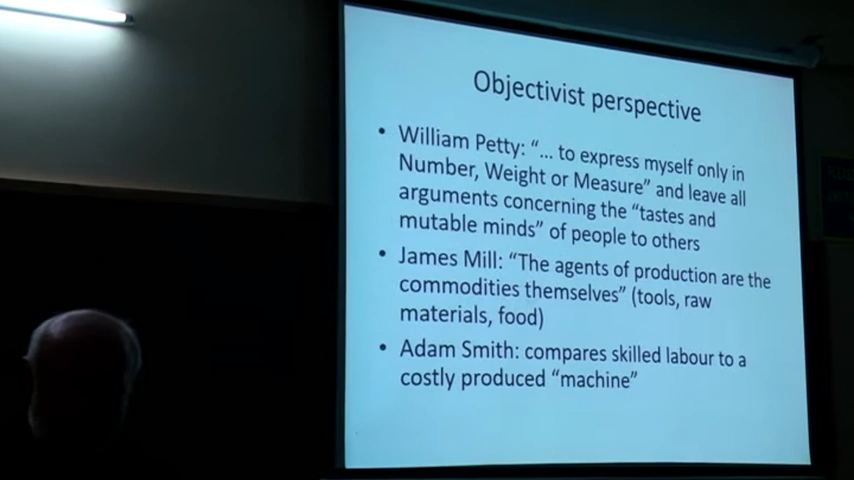 Objectivist perspective
• William Petty: “... to express myself only in
Number, Weight or Measure” and leave all
arguments concerning the “tastes and
mutable minds” of people to others
• James Mill: “The agents of production are the
commodities themselves” (tools, raw
materials, food)
• Adam Smith: compares skilled labour to a
costly produced “machine”